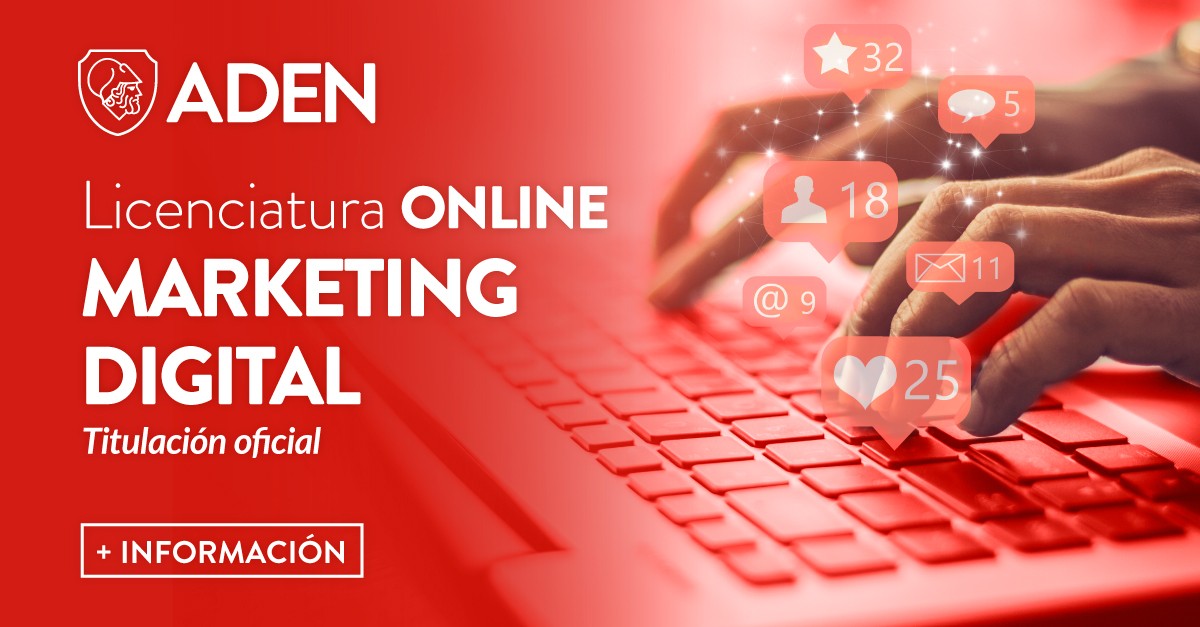 ADEN
Licenciatura ONLINE
MARKETING
DIGITAL
Titulación oficial
+ INFORMACIÓN
32
5
18
11
@ 9
25